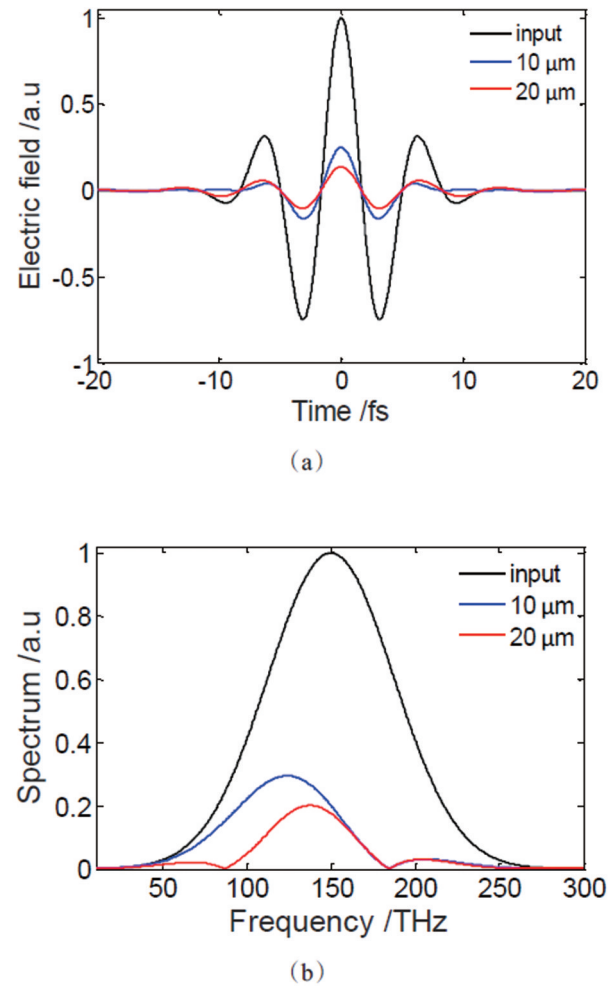 1
0.5
0
-0.5
-1
Electric field /a.u
input
10 μm
20 μm
-20
-10
0
10
20
Time /fs
(a)
1
0.8
0.6
0.4
0.2
0
Spectrum /a.u
input
10 μm
20 μm
50
100
150
200
250
300
Frequency /THz
(b)